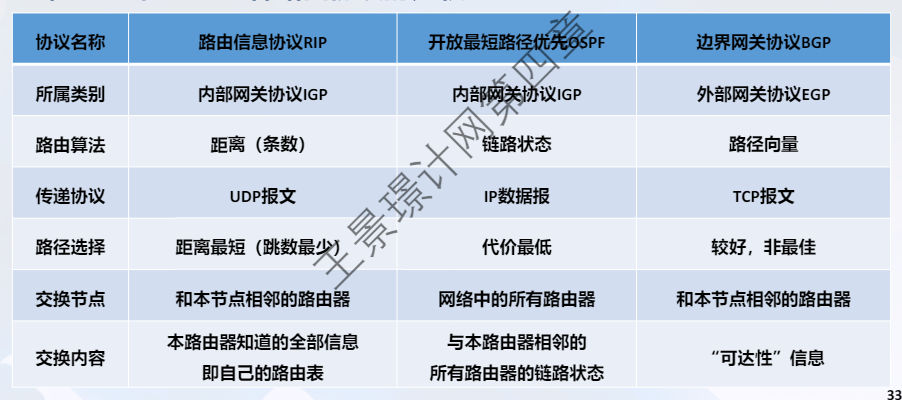 协议名称 路由信息协议RIP 开放最短路径优先OSPF 边界网关协议BGP
所属类别 内部网关协议IGP 内部网关协议IGP 外部网关协议EGP
路由算法 距离（条数） 链路状态 路径向量
传递协议 UDP报文 IP数据报 TCP报文
路径选择 距离最短（跳数最少） 代价最低 较好，非最佳
交换节点 和本节点相邻的路由器 网络中的所有路由器 和本节点相邻的路由器
交换内容 本路由器知道的全部信息 与本路由器相邻的 “可达性”信息
即自己的路由表 所有路由器的链路状态
王景璟计网第四章
33